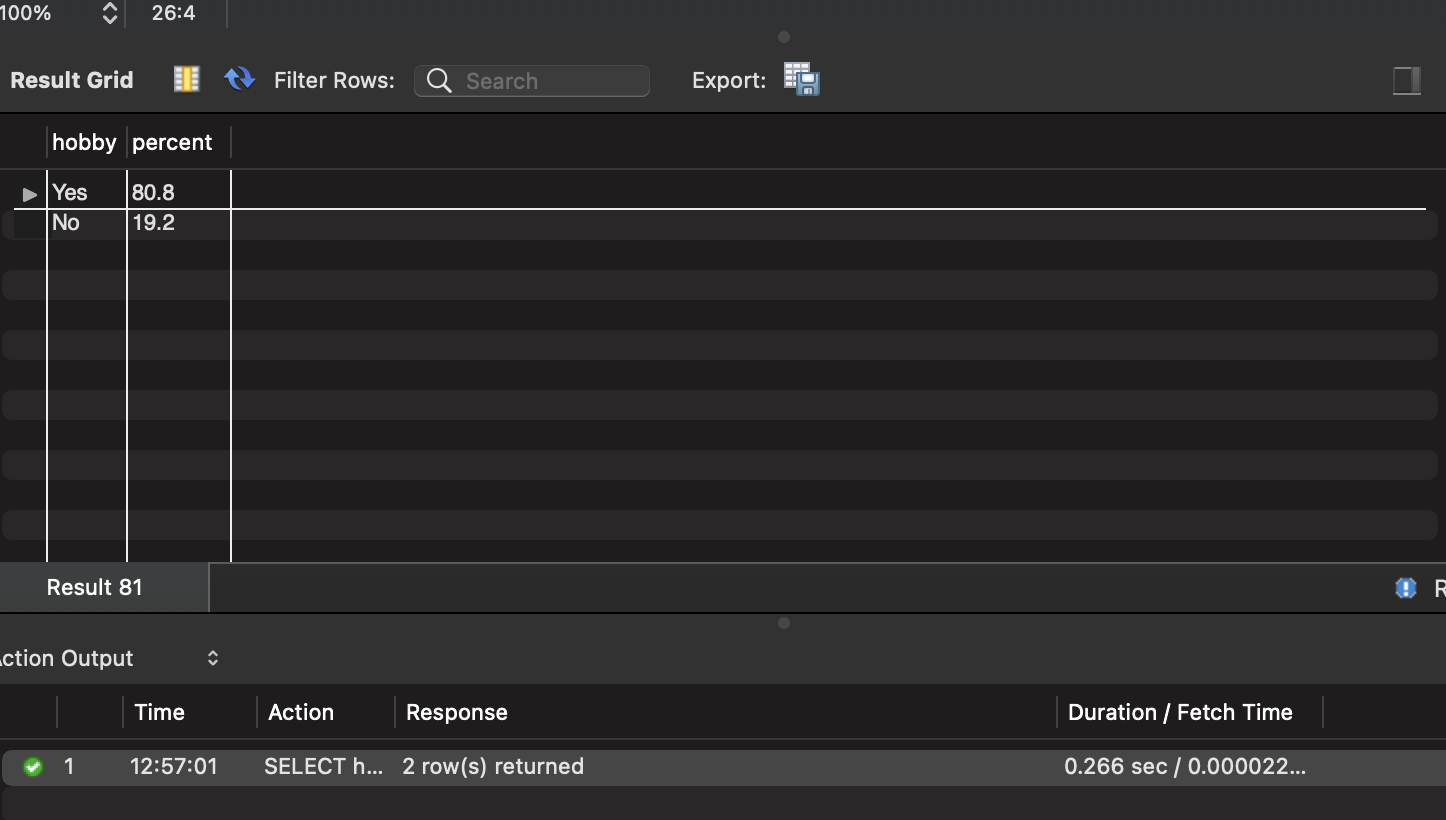 100% 26:4
Result Grid Filter Rows: Search Export:
hobby percent
Yes 80.8
No 19.2
Result 81 R
ction Output
Time Action Response Duration / Fetch Time
1 12:57:01 SELECT h... 2 row(s) returned 0.266 sec / 0.000022...